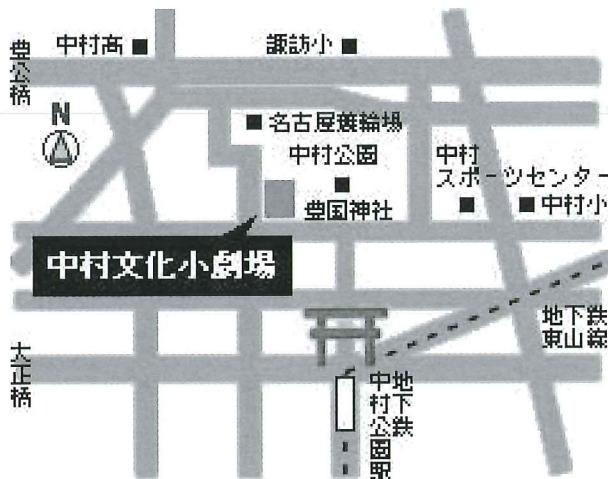 豊公橋
中村高
諏訪小
N
名古屋競輪場
中村公園
豊国神社
中村
スポーツセンター
中村小
中村文化小劇場
地下鉄
東山線
大正橋
地下鉄
中村公園駅